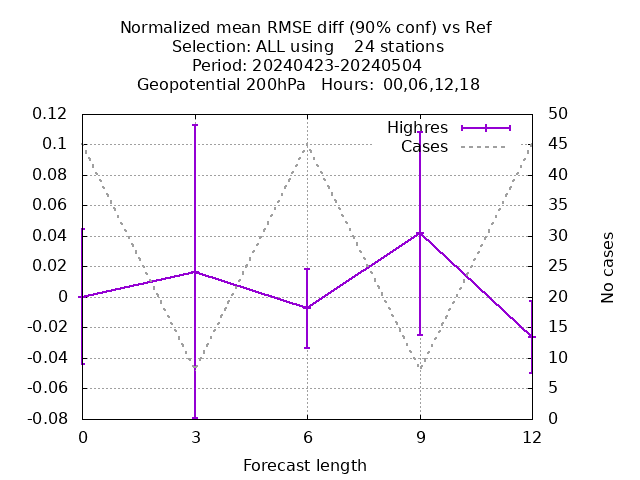 Normalized mean RMSE diff (90% conf) vs Ref
Selection: ALL using    24 stations
Period: 20240423-20240504
Geopotential 200hPa   Hours: 00,06,12,18
Highres
Cases
0.12
0.1
0.08
0.06
0.04
0.02
0
-0.02
-0.04
-0.06
-0.08
50
45
40
35
30
25
20
15
10
5
0
No cases
0 3 6 9 12
Forecast length